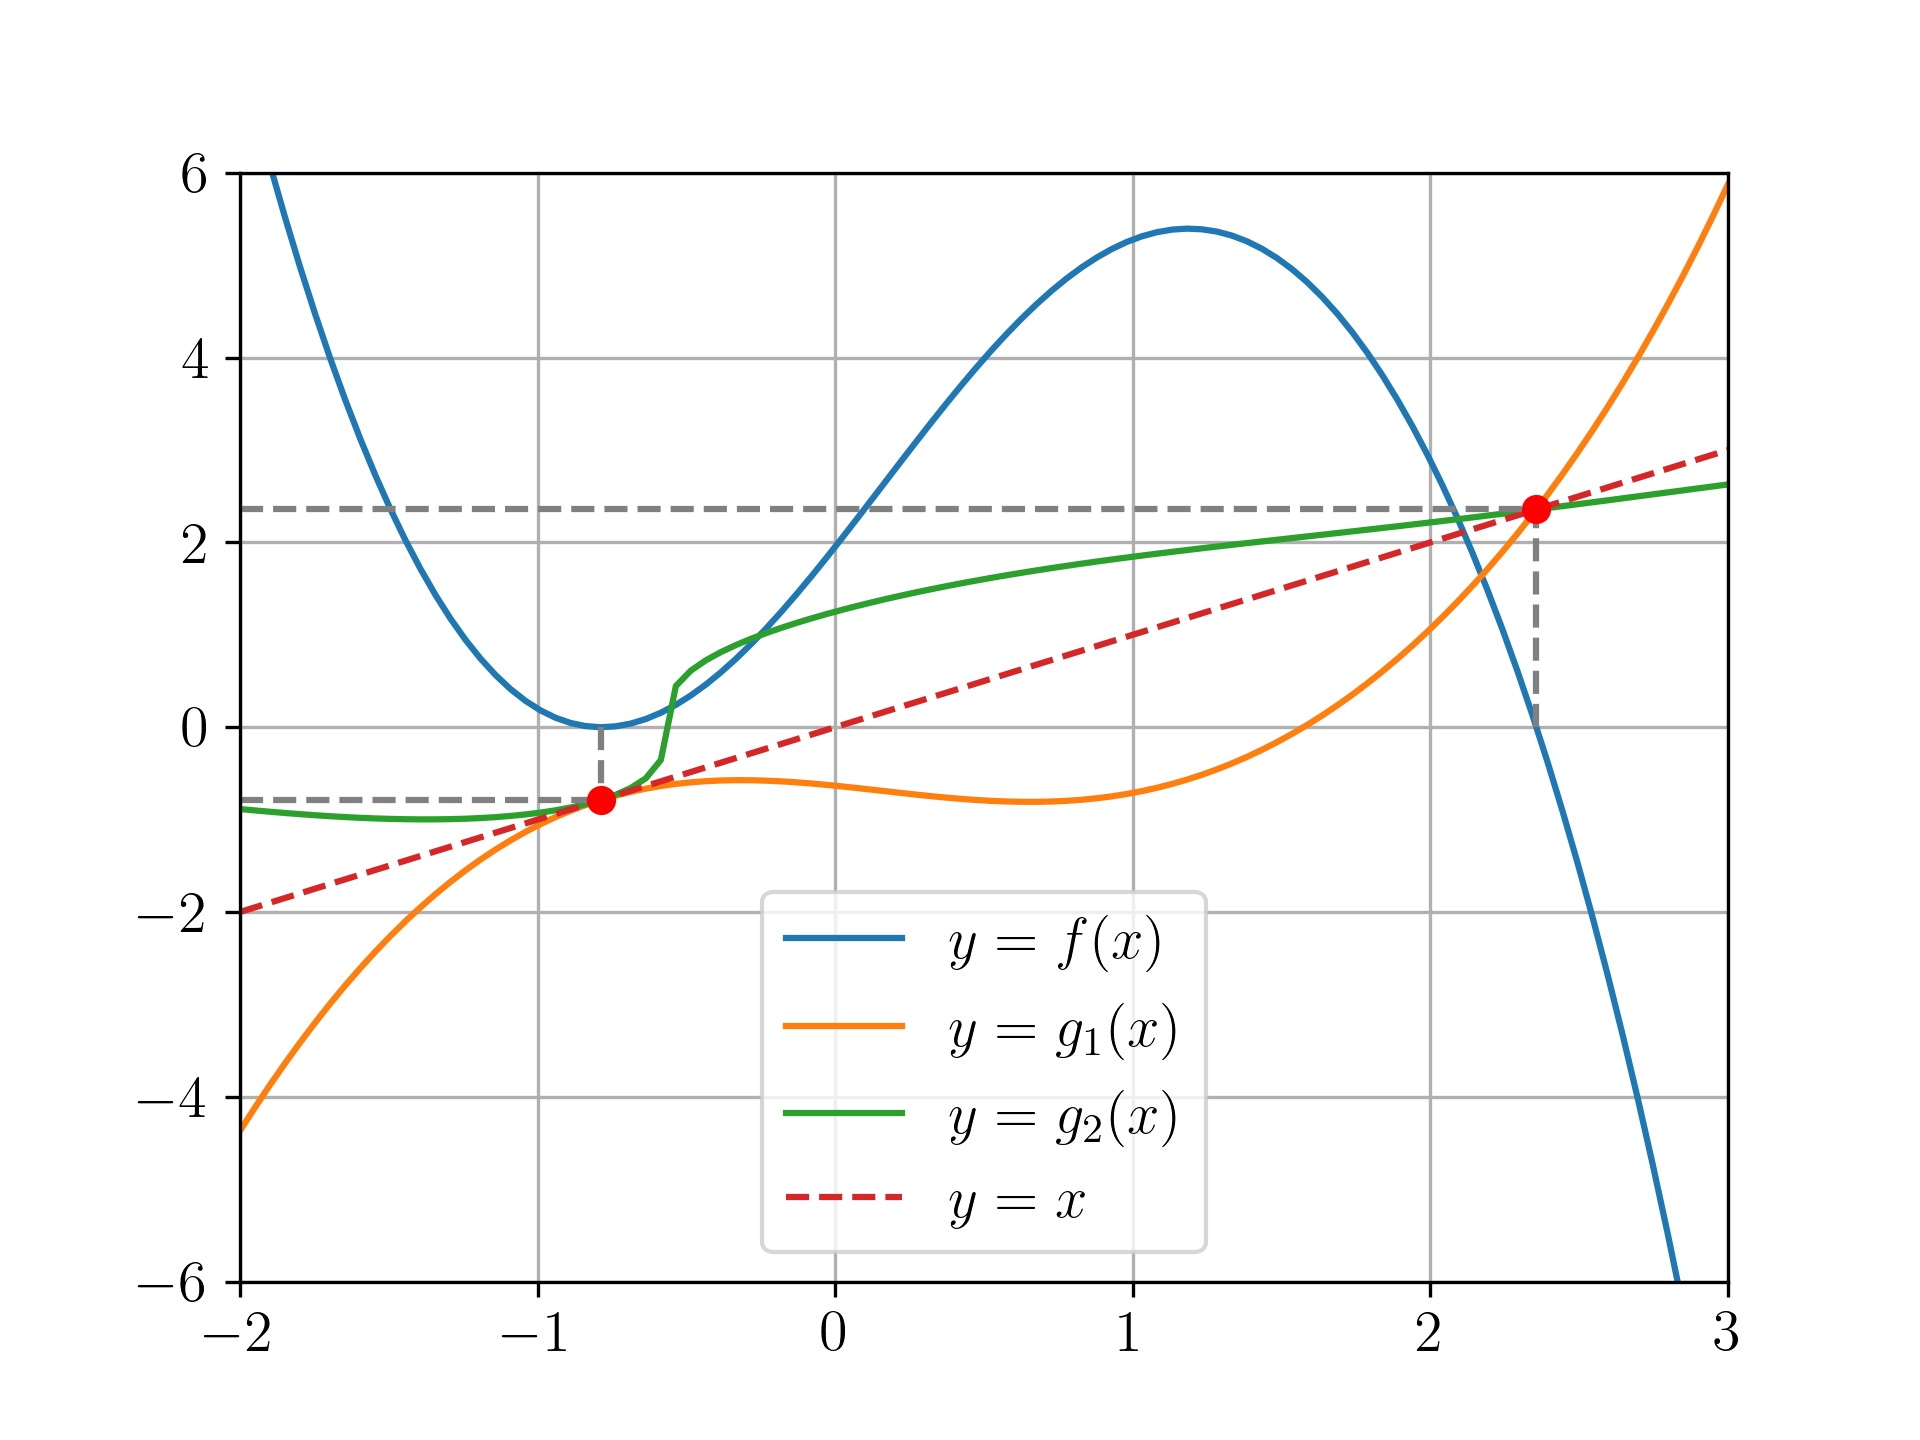 6
4
2
0
−2
−4
−6
−2 −1 0 1 2 3
y = f(x)
y = g₁(x)
y = g₂(x)
y = x